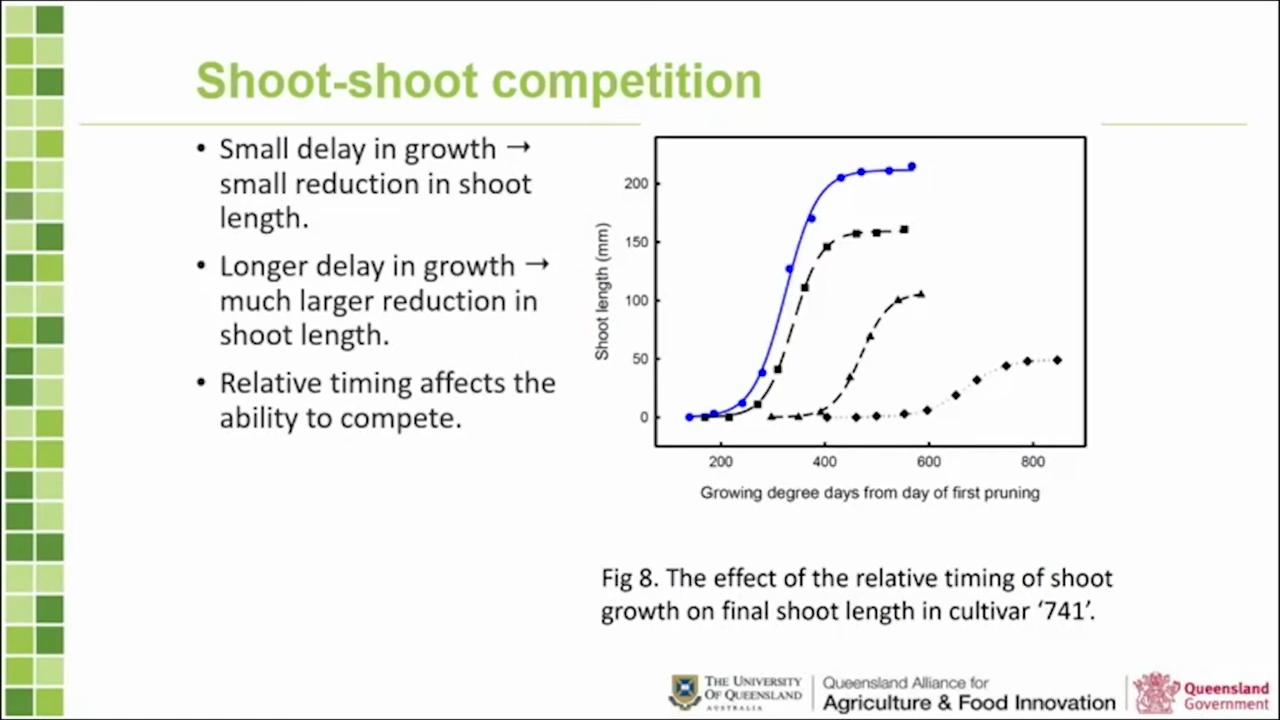 Shoot-shoot competition
• Small delay in growth →
small reduction in shoot
length.
• Longer delay in growth →
much larger reduction in
shoot length.
• Relative timing affects the
ability to compete.
Shoot length (mm)
200
150
100
50
0
200 400 600 800
Growing degree days from day of first pruning
Fig 8. The effect of the relative timing of shoot
growth on final shoot length in cultivar ‘741’.
THE UNIVERSITY
OF QUEENSLAND
AUSTRALIA
Queensland Alliance for
Agriculture & Food Innovation
Queensland
Government